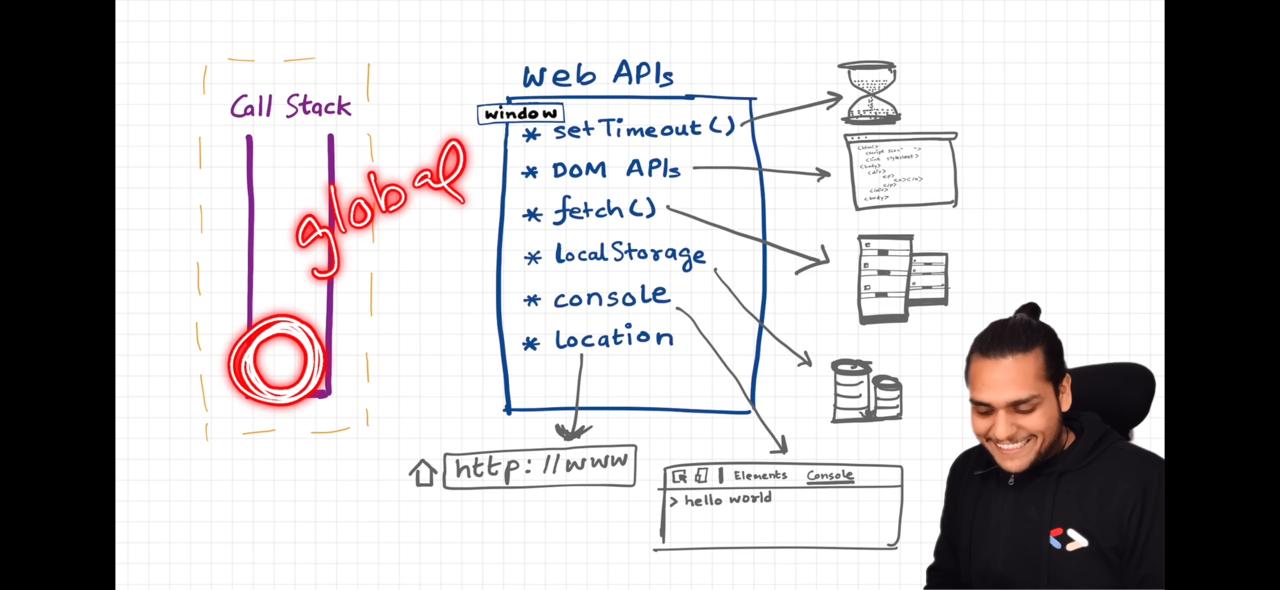 Call Stack
global
Web APIs
window
* setTimeout()
* DOM APIs
* fetch()
* localStorage
* console
* location
http://www
Elements Console
> hello world